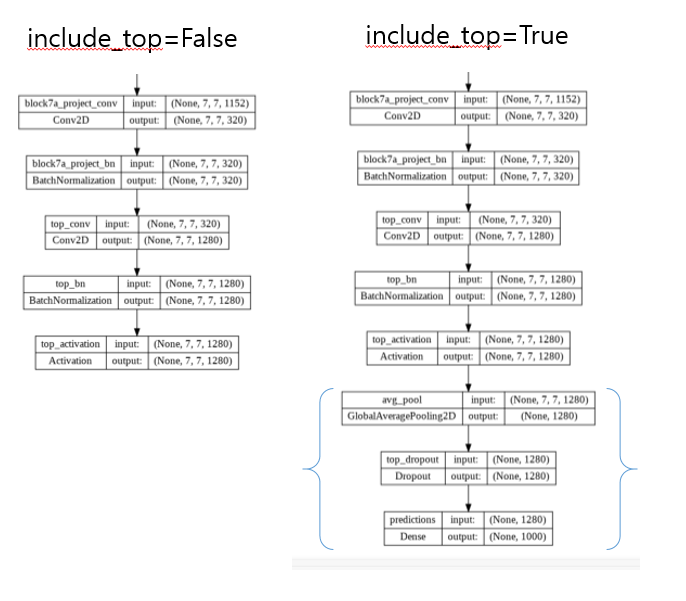 include_top=False
block7a_project_conv input: (None, 7, 7, 1152)
Conv2D output: (None, 7, 7, 320)
block7a_project_bn input: (None, 7, 7, 320)
BatchNormalization output: (None, 7, 7, 320)
top_conv input: (None, 7, 7, 320)
Conv2D output: (None, 7, 7, 1280)
top_bn input: (None, 7, 7, 1280)
BatchNormalization output: (None, 7, 7, 1280)
top_activation input: (None, 7, 7, 1280)
Activation output: (None, 7, 7, 1280)
include_top=True
block7a_project_conv input: (None, 7, 7, 1152)
Conv2D output: (None, 7, 7, 320)
block7a_project_bn input: (None, 7, 7, 320)
BatchNormalization output: (None, 7, 7, 320)
top_conv input: (None, 7, 7, 320)
Conv2D output: (None, 7, 7, 1280)
top_bn input: (None, 7, 7, 1280)
BatchNormalization output: (None, 7, 7, 1280)
top_activation input: (None, 7, 7, 1280)
Activation output: (None, 7, 7, 1280)
avg_pool input: (None, 7, 7, 1280)
GlobalAveragePooling2D output: (None, 1280)
top_dropout input: (None, 1280)
Dropout output: (None, 1280)
predictions input: (None, 1280)
Dense output: (None, 1000)